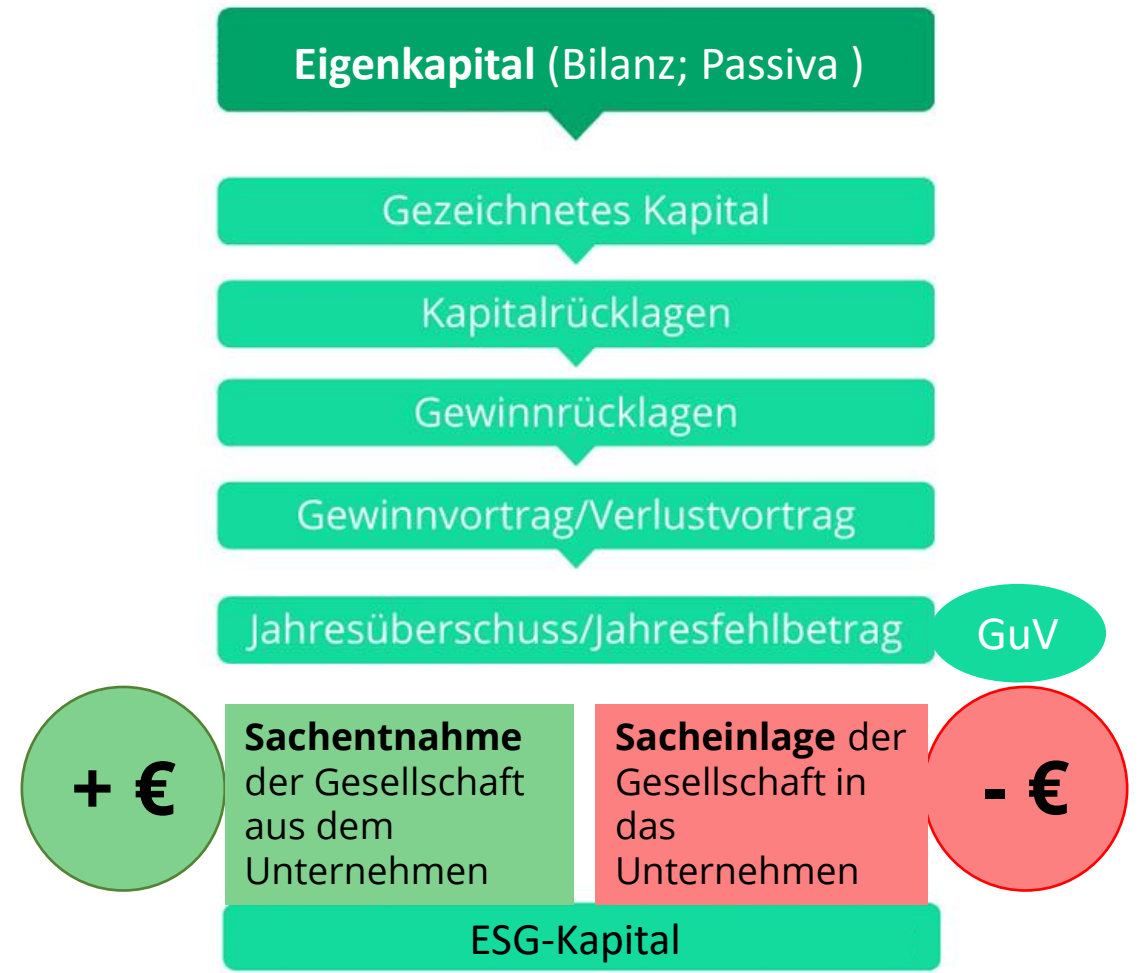 Eigenkapital (Bilanz; Passiva )
Gezeichnetes Kapital
Kapitalrücklagen
Gewinnrücklagen
Gewinnvortrag/Verlustvortrag
Jahresüberschuss/Jahresfehlbetrag
GuV
+ €
Sachentnahme
der Gesellschaft
aus dem
Unternehmen
Sacheinlage der
Gesellschaft in
das
Unternehmen
- €
ESG-Kapital